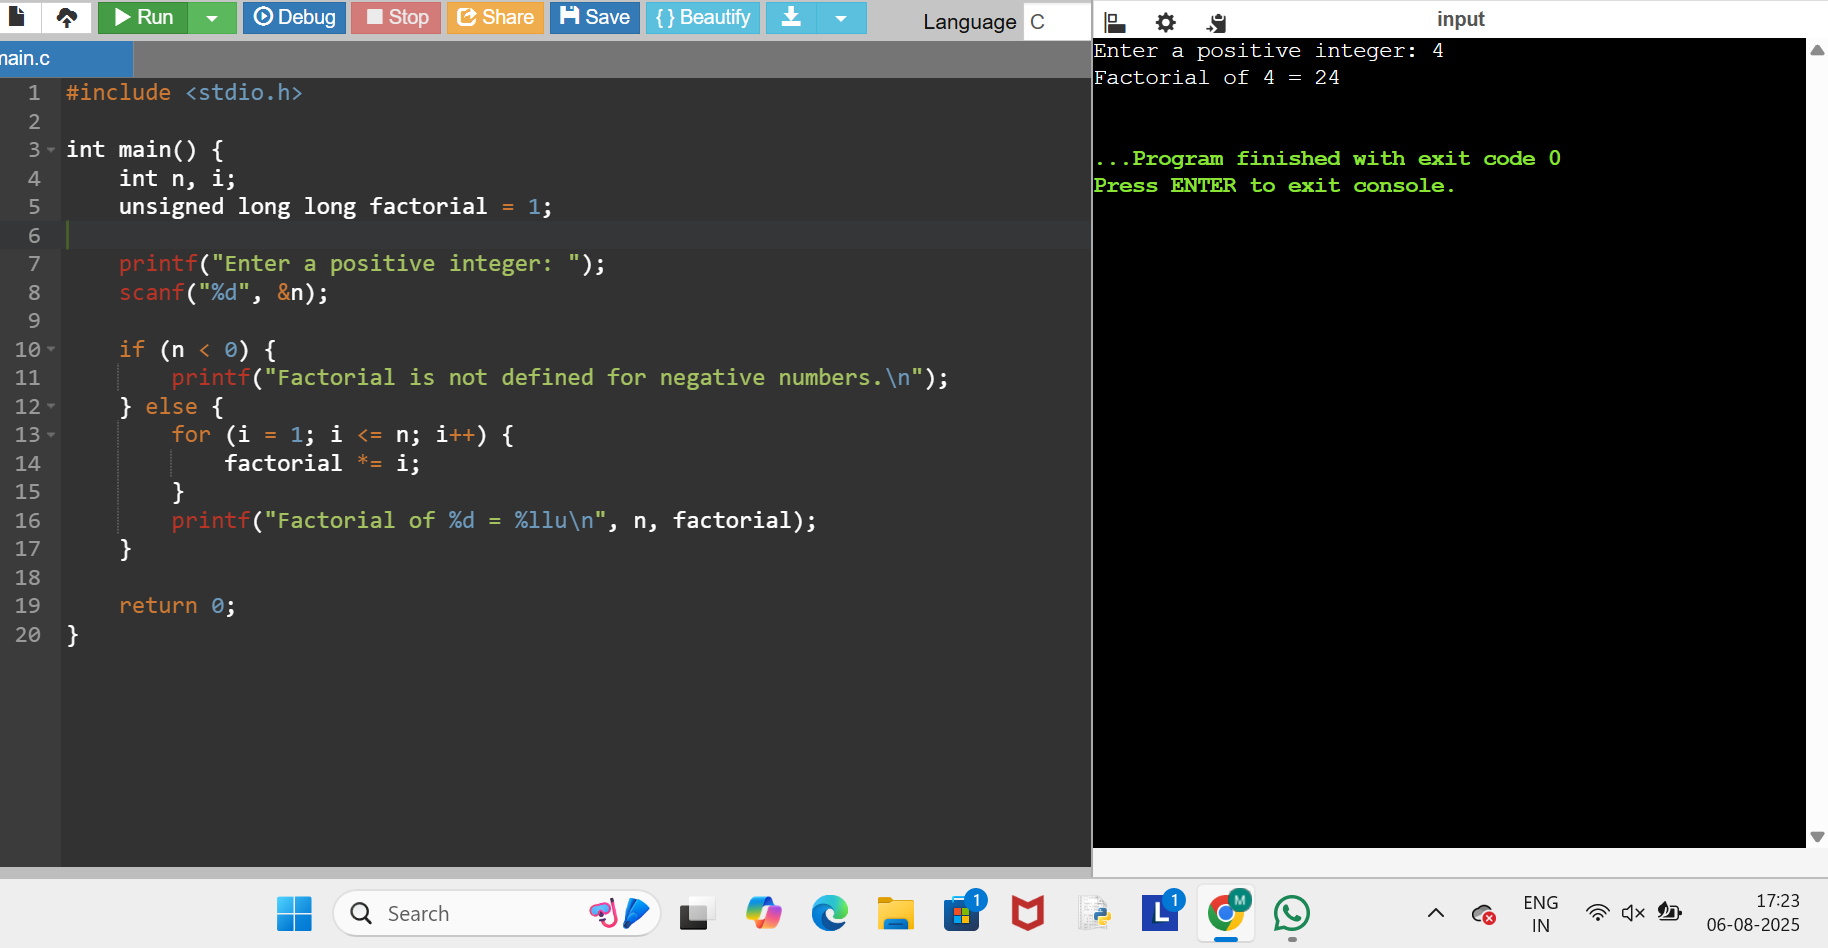 Run
Debug
Stop
Share
Save
{ } Beautify
Language C
main.c
1 #include <stdio.h>
2
3 int main() {
4     int n, i;
5     unsigned long long factorial = 1;
6
7     printf("Enter a positive integer: ");
8     scanf("%d", &n);
9
10     if (n < 0) {
11         printf("Factorial is not defined for negative numbers.\n");
12     } else {
13         for (i = 1; i <= n; i++) {
14             factorial *= i;
15         }
16         printf("Factorial of %d = %llu\n", n, factorial);
17     }
18
19     return 0;
20 }
input
Enter a positive integer: 4
Factorial of 4 = 24
...Program finished with exit code 0
Press ENTER to exit console.
Search
1
L
1
M
ENG
IN
17:23
06-08-2025